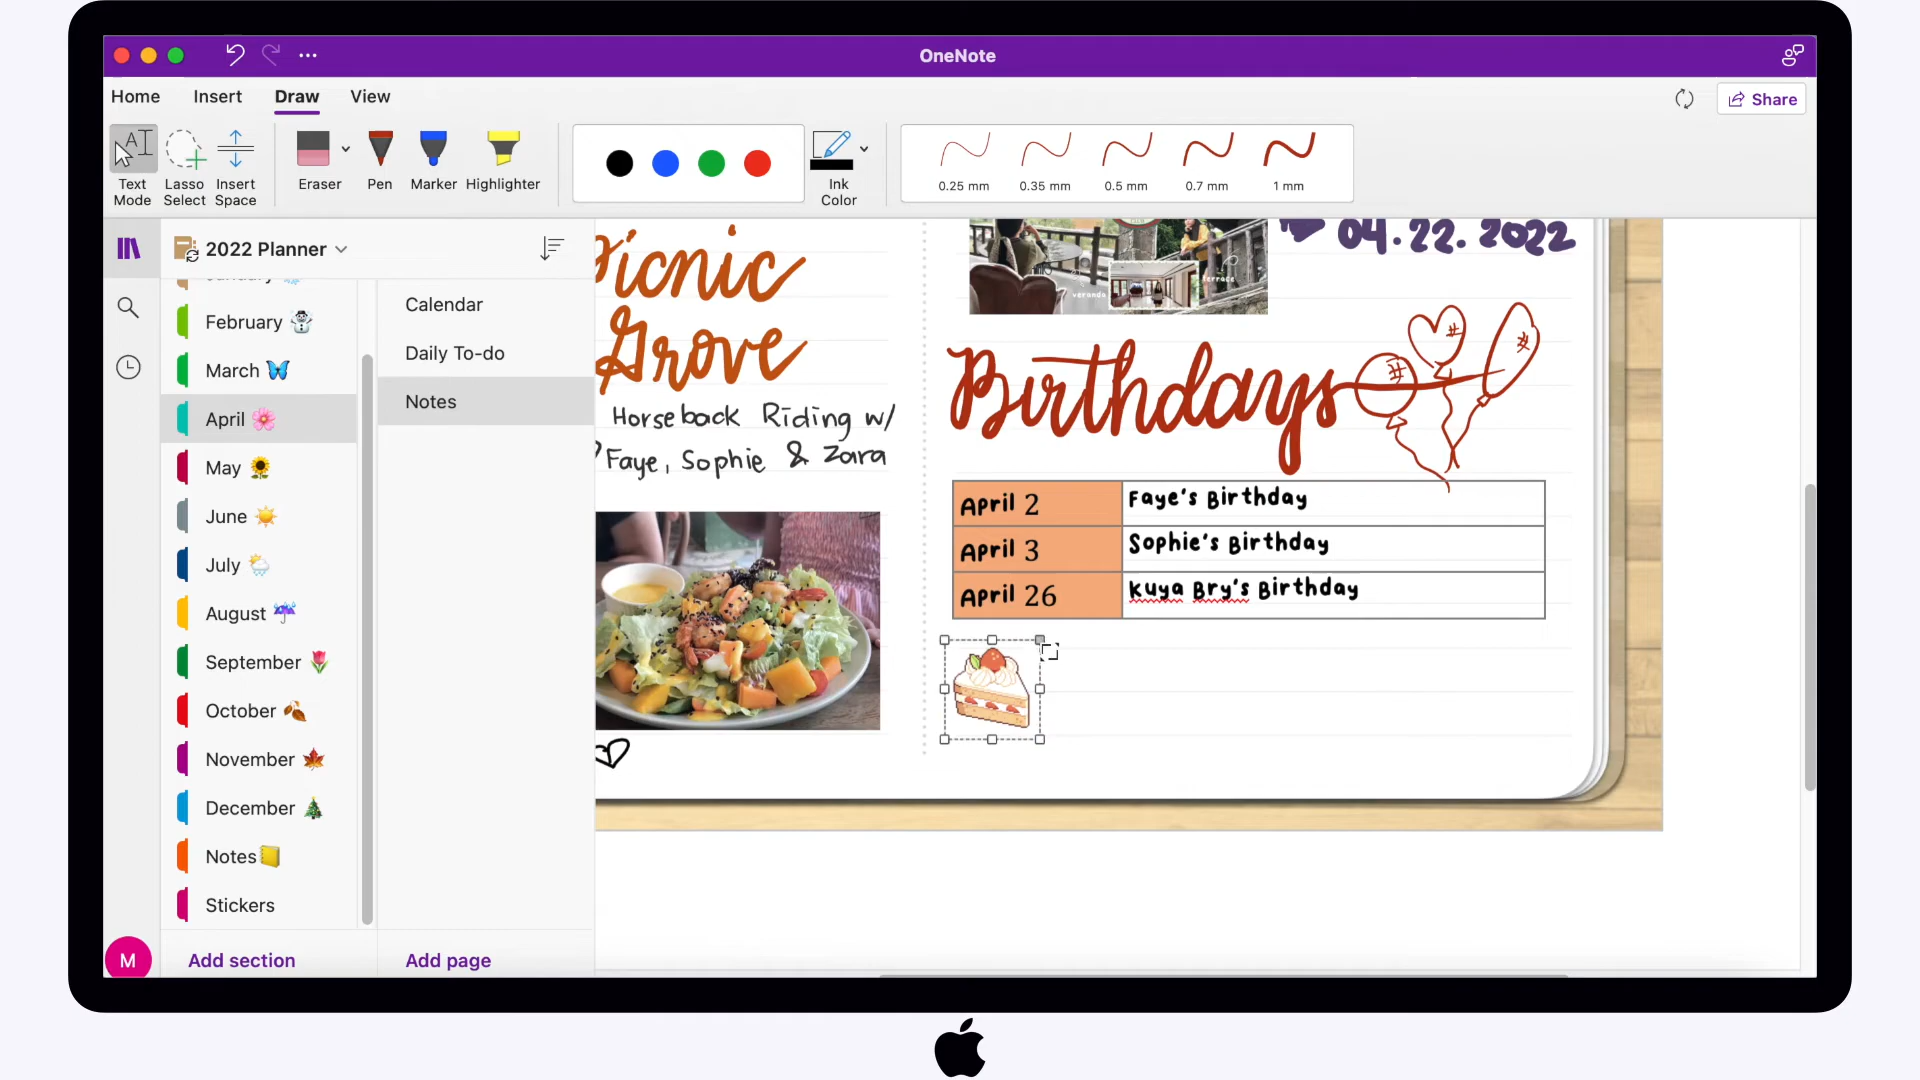 OneNote
Home Insert Draw View
Share
Text Mode
Lasso Select
Insert Space
Eraser
Pen
Marker
Highlighter
Ink Color
0.25 mm
0.35 mm
0.5 mm
0.7 mm
1 mm
2022 Planner
January
February
March
April
May
June
July
August
September
October
November
December
Notes
Stickers
Add section
M
Calendar
Daily To-do
Notes
Add page
Picnic
Grove
Horseback Riding w/
Faye, Sophie & Zara
veranda
terrace
04.22.2022
Birthdays
April 2 Faye's Birthday
April 3 Sophie's Birthday
April 26 Kuya Bry's Birthday